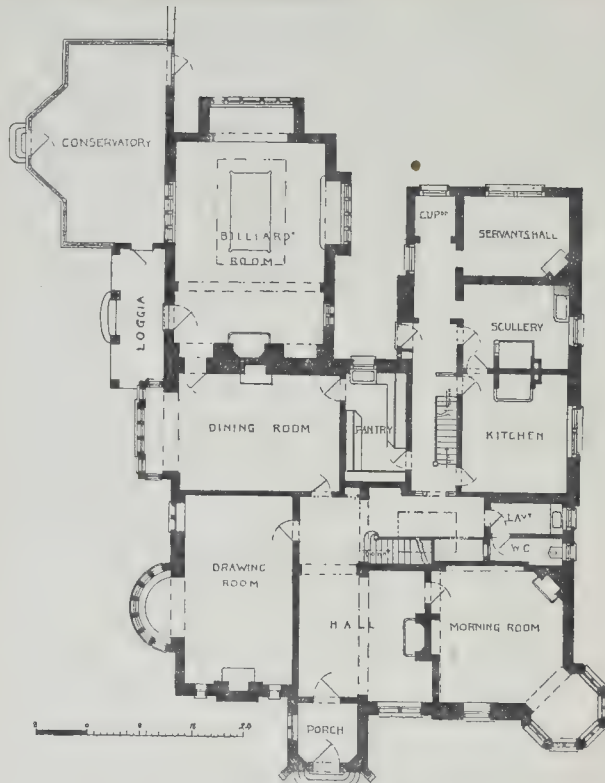 CONSERVATORY
BILLIARD
ROOM
CUPᴰ
SERVANTS HALL
SCULLERY
LOGGIA
DINING ROOM
PANTRY
KITCHEN
LAVY
WC
DRAWING
ROOM
HALL
MORNING ROOM
PORCH